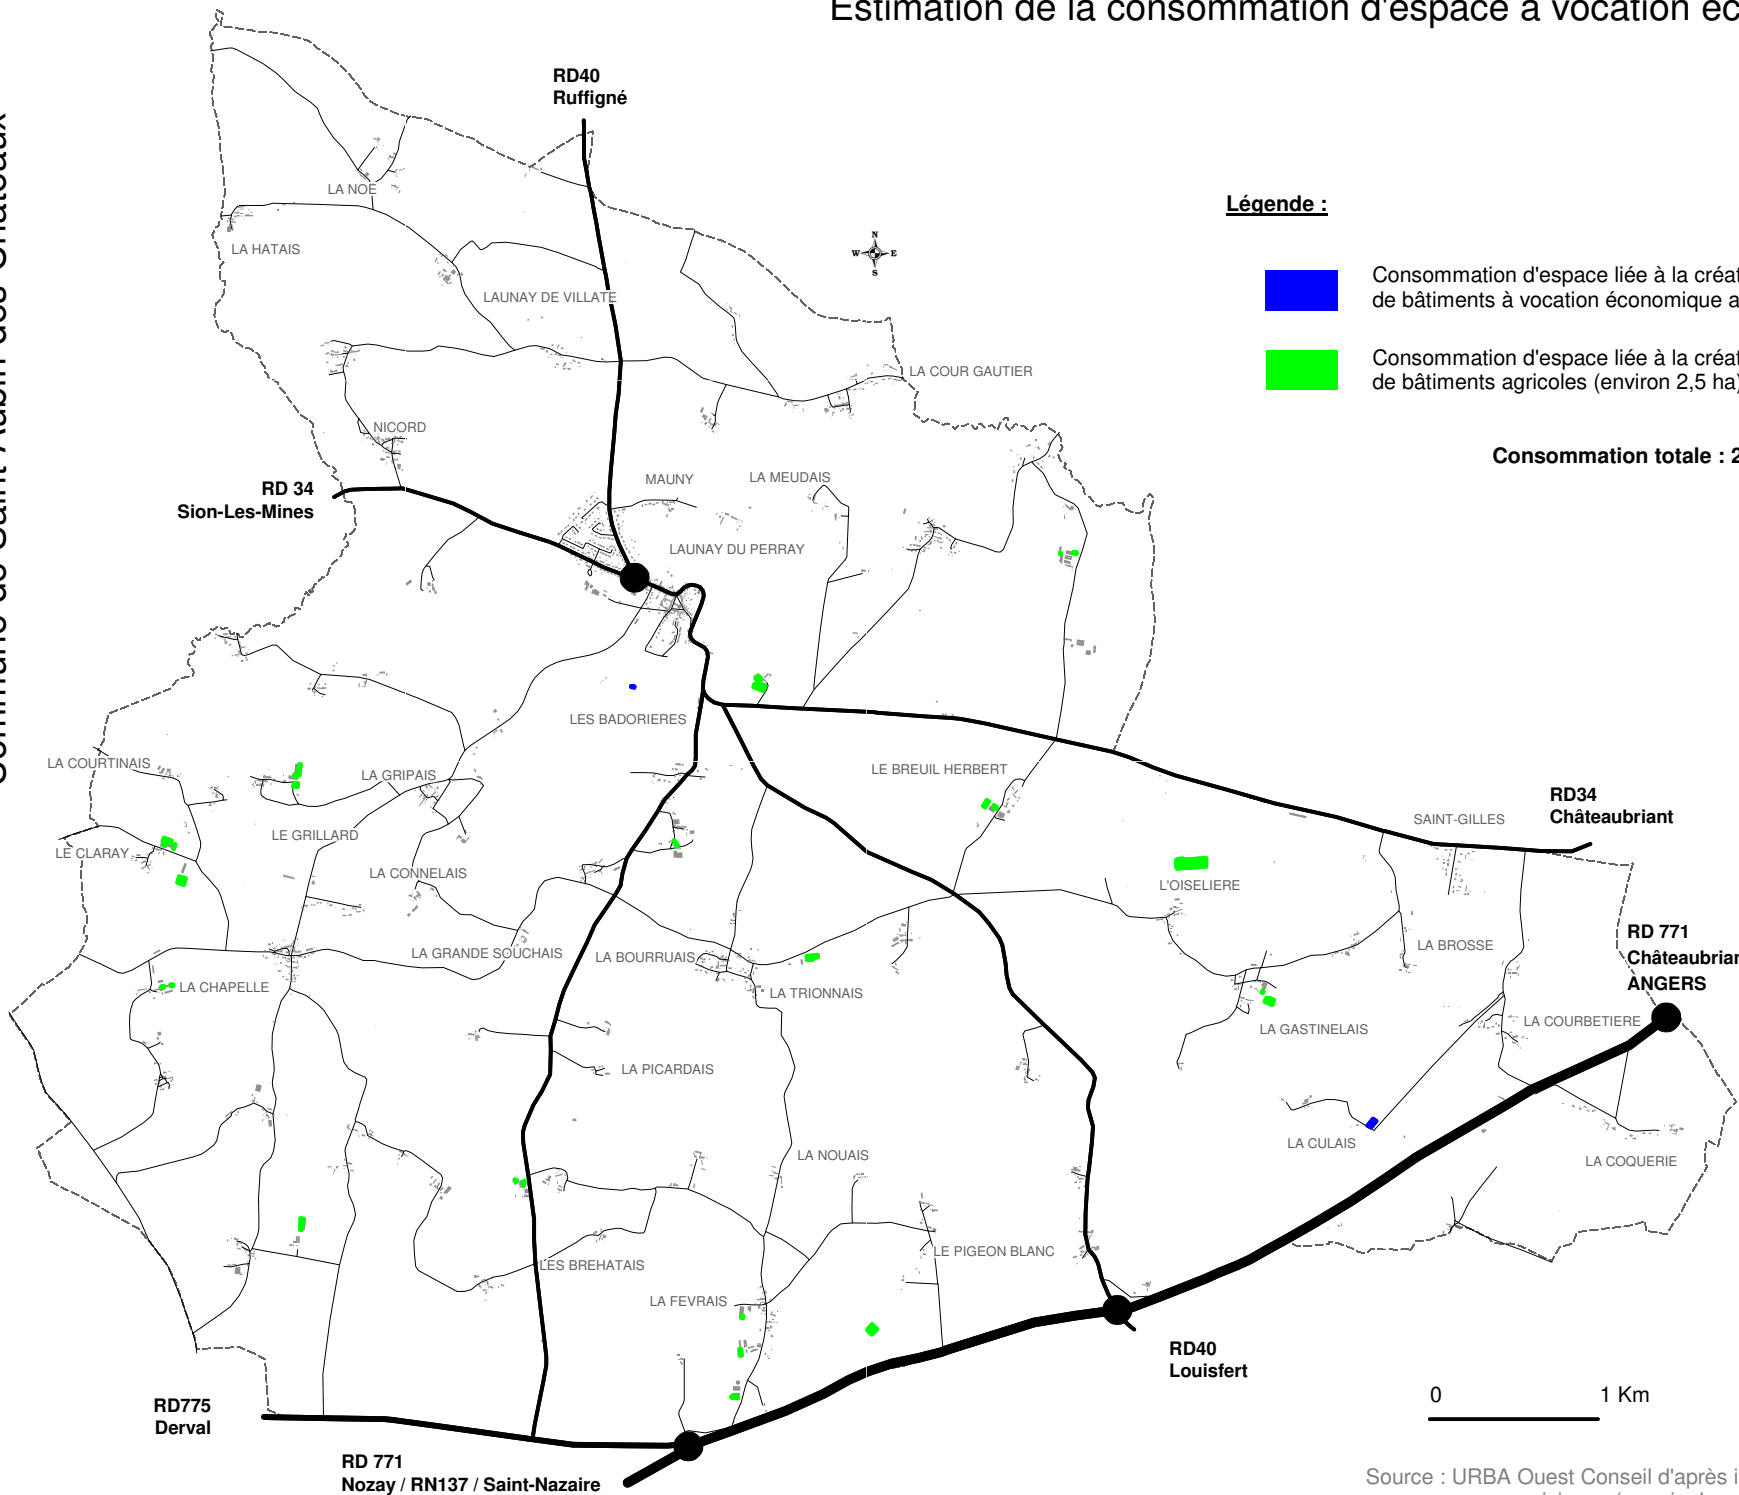 Estimation de la consommation d'espace à vocation
Commune de Saint-Aubin des Châteaux
RD40
Ruffigné
Légende :
LA NOE
LA HATAIS
N
W E
S
Consommation d'espace liée à la
de bâtiments à vocation économique
LAUNAY DE VILLATE
Consommation d'espace liée à la
de bâtiments agricoles (environ 2,5 ha)
LA COUR GAUTIER
NICORD
Consommation totale : 2
MAUNY
LA MEUDAIS
RD 34
Sion-Les-Mines
LAUNAY DU PERRAY
LES BADORIERES
LA COURTINAIS
LA GRIPAIS
LE BREUIL HERBERT
RD34
Châteaubriant
SAINT-GILLES
LE GRILLARD
LE CLARAY
LA CONNELAIS
L'OISELIERE
LA GRANDE SOUCHAIS
LA BOURRUAIS
LA BROSSE
RD 771
ANGERS
LA CHAPELLE
LA TRIONNAIS
LA COURBETIERE
LA GASTINELAIS
LA PICARDAIS
LA CULAIS
LA NOUAIS
LA COQUERIE
LE PIGEON BLANC
LES BREHATAIS
LA FEVRAIS
RD40
Louisfert
0 1 Km
RD775
Derval
RD 771
Nozay / RN137 / Saint-Nazaire
Source : URBA Ouest Conseil d'après